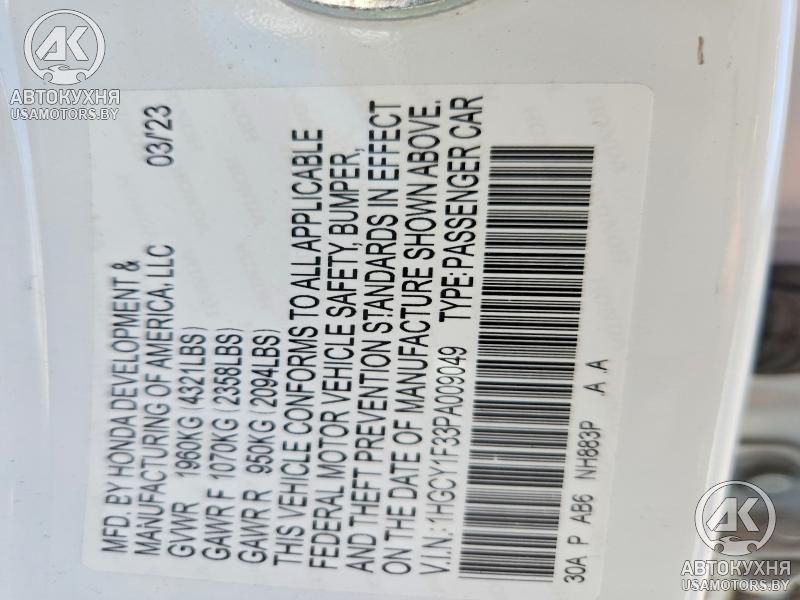 MFD. BY HONDA DEVELOPMENT &
MANUFACTURING OF AMERICA, LLC 03/'23
GVWR 1960KG (4321LBS)
GAWR F 1070KG (2358LBS)
GAWR R 950KG (2094LBS)
THIS VEHICLE CONFORMS TO ALL APPLICABLE
FEDERAL MOTOR VEHICLE SAFETY, BUMPER,
AND THEFT PREVENTION STANDARDS IN EFFECT
ON THE DATE OF MANUFACTURE SHOWN ABOVE.
V.I.N.: 1HGCY1F33PA009049 TYPE: PASSENGER CAR
30A P AB6 NH883P A A
АК
АВТОКУХНЯ
USAMOTORS.BY
АК
АВТОКУХНЯ
USAMOTORS.BY